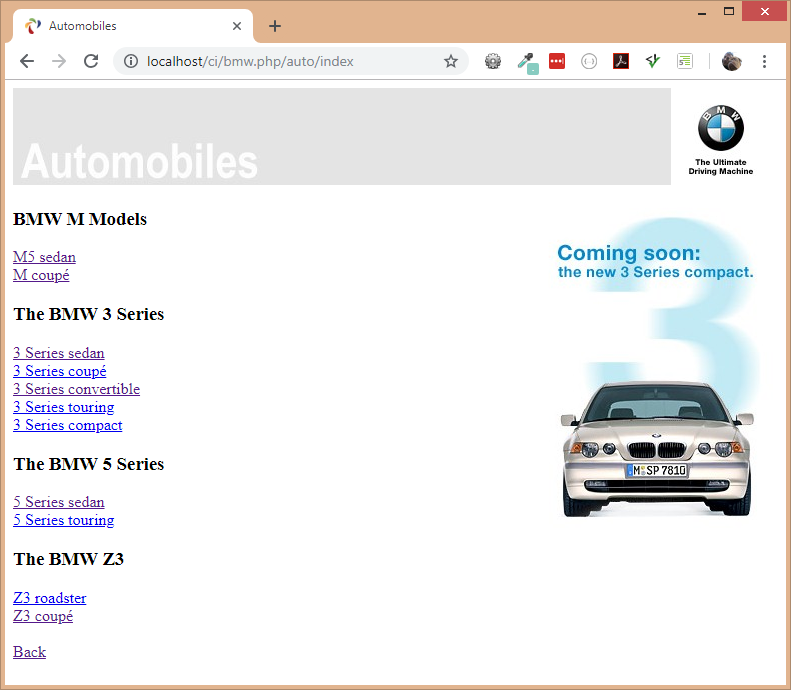 Automobiles
localhost/ci/bmw.php/auto/index
Automobiles
BMW
The Ultimate
Driving Machine
BMW M Models
M5 sedan
M coupé
The BMW 3 Series
3 Series sedan
3 Series coupé
3 Series convertible
3 Series touring
3 Series compact
The BMW 5 Series
5 Series sedan
5 Series touring
The BMW Z3
Z3 roadster
Z3 coupé
Back
3
Coming soon:
the new 3 Series compact.
M SP 7810